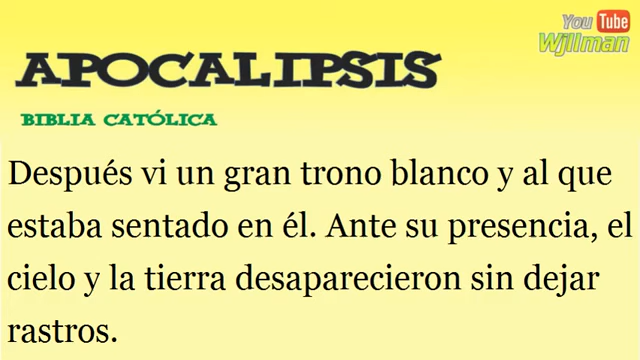 You Tube
Wjllman
APOCALIPSIS
BIBLIA CATÓLICA
Después vi un gran trono blanco y al que
estaba sentado en él. Ante su presencia, el
cielo y la tierra desaparecieron sin dejar
rastros.